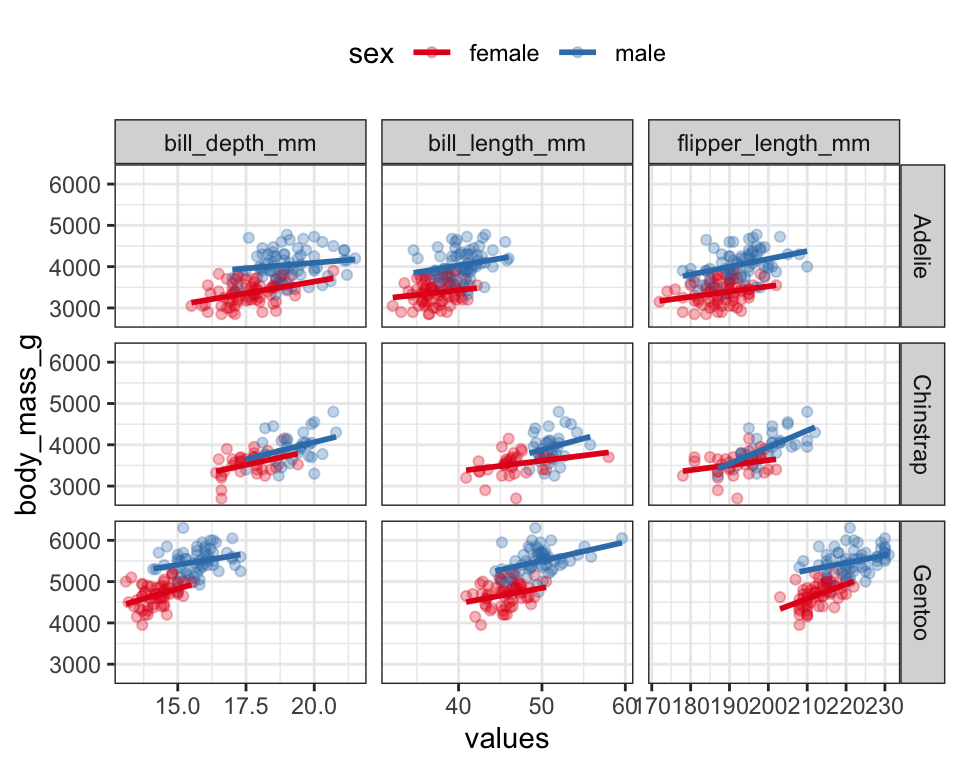 sex female male
bill_depth_mm bill_length_mm flipper_length_mm
body_mass_g
6000
5000
4000
3000
Adelie
6000
5000
4000
3000
Chinstrap
6000
5000
4000
3000
Gentoo
15.0 17.5 20.0 40 50 60 170 180 190 200 210 220 230
values